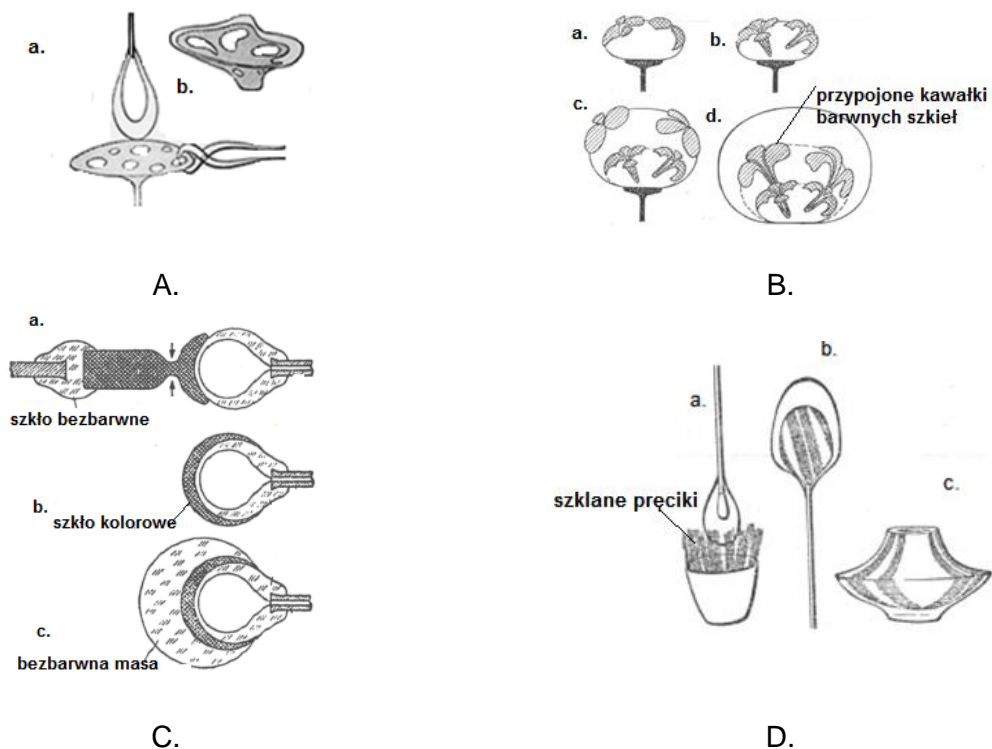 a.
b.
A.
a.
b.
c.
d.
przypojone kawałki
barwnych szkieł
B.
a.
szkło bezbarwne
b.
szkło kolorowe
c.
bezbarwna masa
C.
a.
b.
szklane pręciki
c.
D.